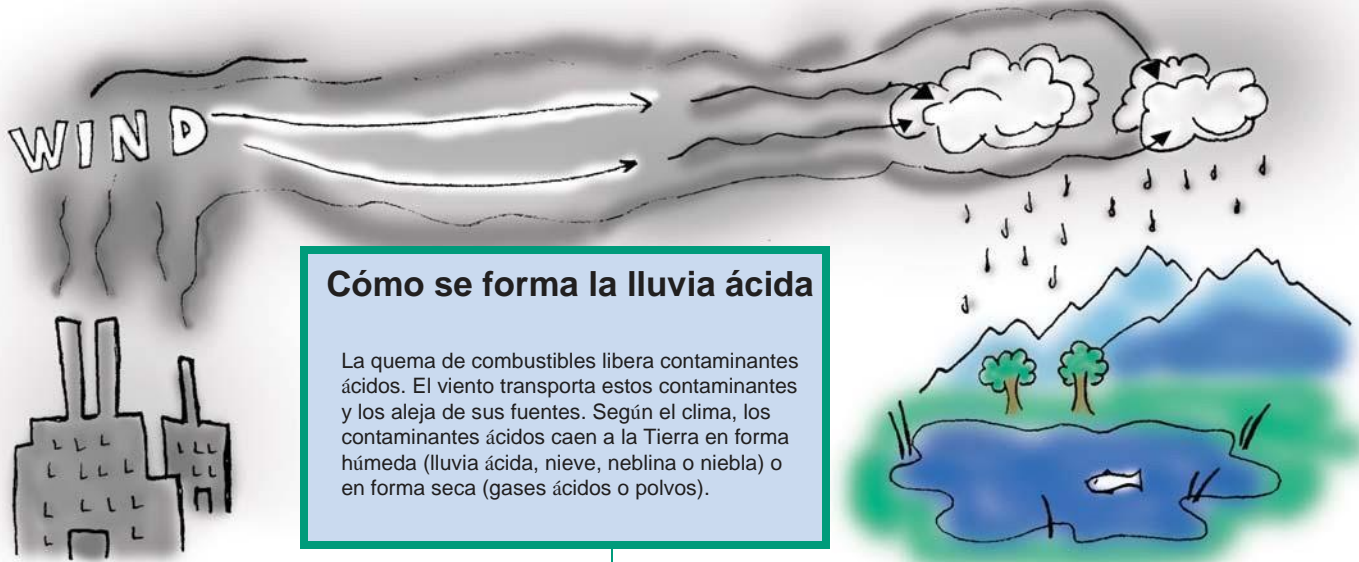 WIND
Cómo se forma la lluvia ácida
La quema de combustibles libera contaminantes
ácidos. El viento transporta estos contaminantes
y los aleja de sus fuentes. Según el clima, los
contaminantes ácidos caen a la Tierra en forma
húmeda (lluvia ácida, nieve, neblina o niebla) o
en forma seca (gases ácidos o polvos).